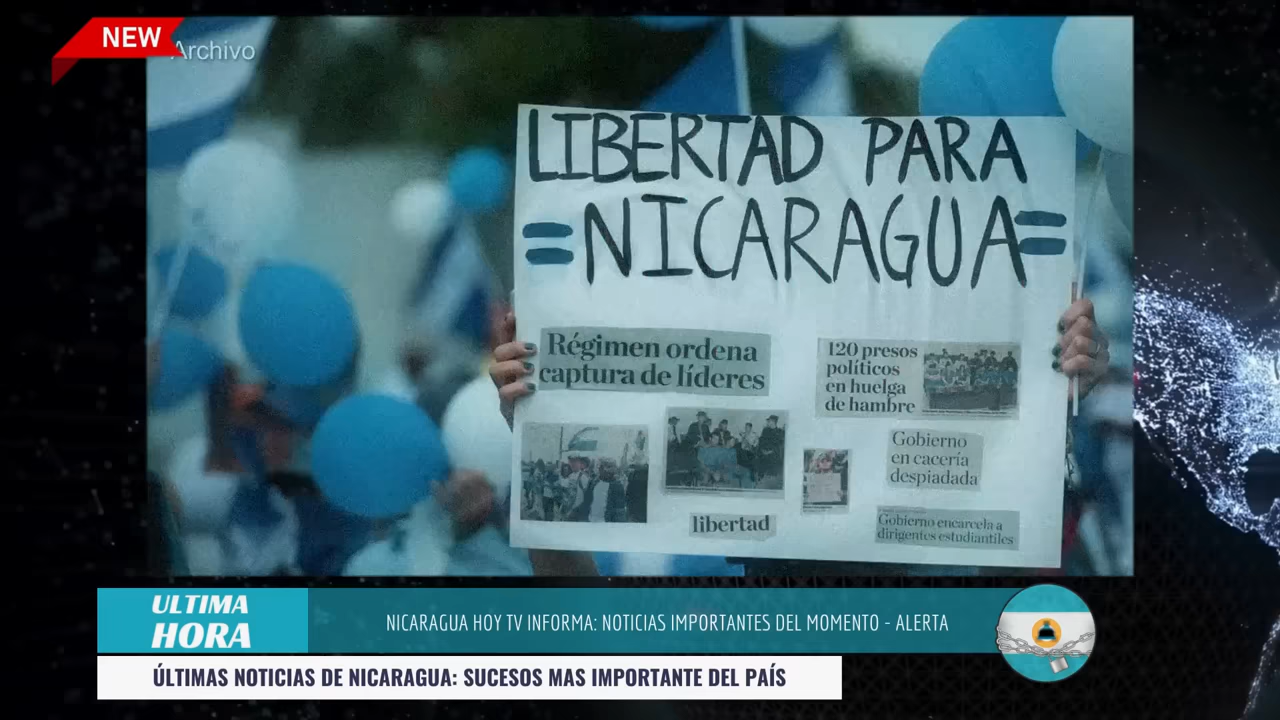 NEW
Archivo
LIBERTAD PARA
=NICARAGUA=
Régimen ordena
captura de líderes
120 presos
políticos
en huelga
de hambre
Gobierno
en cacería
despiadada
libertad
Gobierno encarcela a
dirigentes estudiantiles
ULTIMA
HORA
NICARAGUA HOY TV INFORMA: NOTICIAS IMPORTANTES DEL MOMENTO - ALERTA
ÚLTIMAS NOTICIAS DE NICARAGUA: SUCESOS MAS IMPORTANTE DEL PAÍS